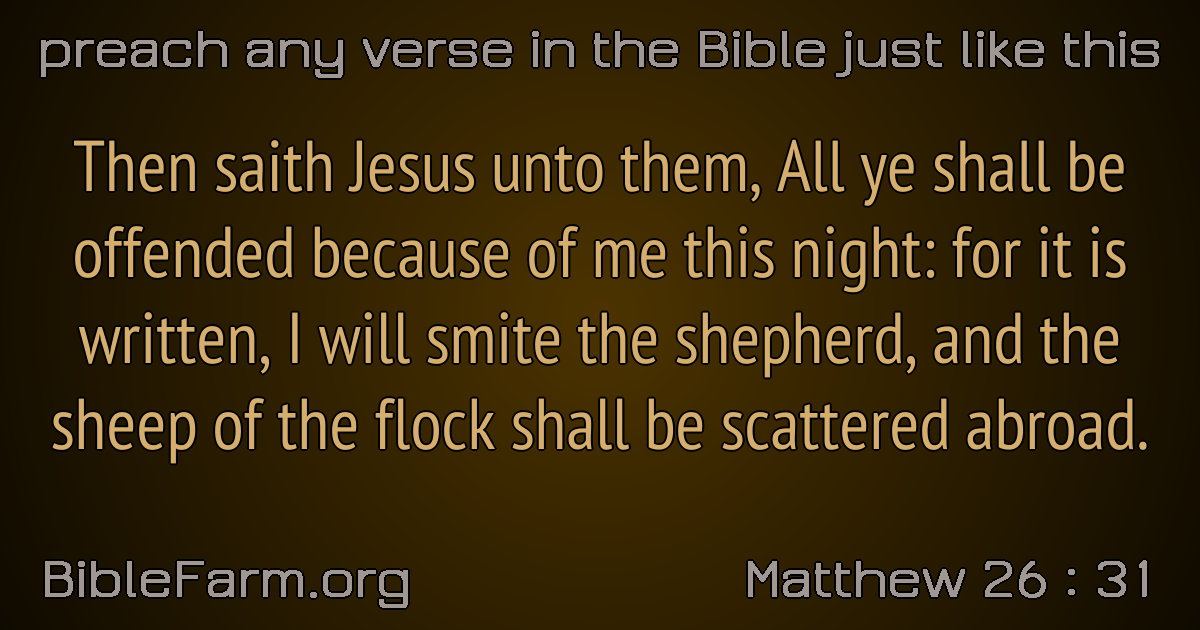 preach any verse in the Bible just like this
Then saith Jesus unto them, All ye shall be
offended because of me this night: for it is
written, I will smite the shepherd, and the
sheep of the flock shall be scattered abroad.
BibleFarm.org
Matthew 26 : 31